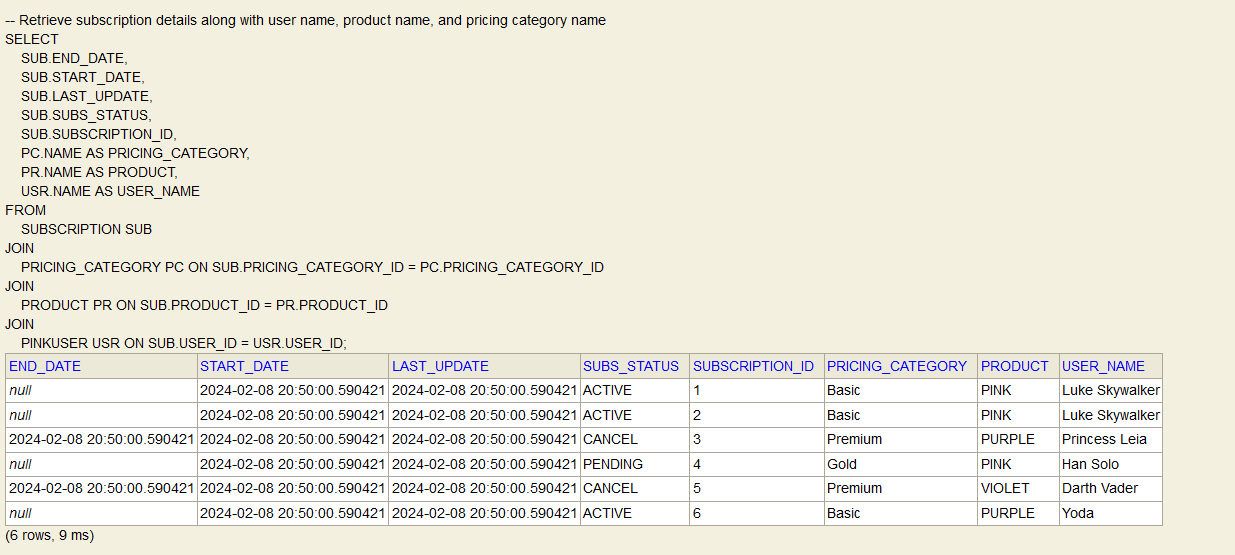 -- Retrieve subscription details along with user name, product name, and pricing category name
SELECT
SUB.END_DATE,
SUB.START_DATE,
SUB.LAST_UPDATE,
SUB.SUBS_STATUS,
SUB.SUBSCRIPTION_ID,
PC.NAME AS PRICING_CATEGORY,
PR.NAME AS PRODUCT,
USR.NAME AS USER_NAME
FROM
SUBSCRIPTION SUB
JOIN
PRICING_CATEGORY PC ON SUB.PRICING_CATEGORY_ID = PC.PRICING_CATEGORY_ID
JOIN
PRODUCT PR ON SUB.PRODUCT_ID = PR.PRODUCT_ID
JOIN
PINKUSER USR ON SUB.USER_ID = USR.USER_ID;
END_DATE START_DATE LAST_UPDATE SUBS_STATUS SUBSCRIPTION_ID PRICING_CATEGORY PRODUCT USER_NAME
null 2024-02-08 20:50:00.590421 2024-02-08 20:50:00.590421 ACTIVE 1 Basic PINK Luke Skywalker
null 2024-02-08 20:50:00.590421 2024-02-08 20:50:00.590421 ACTIVE 2 Basic PINK Luke Skywalker
2024-02-08 20:50:00.590421 2024-02-08 20:50:00.590421 2024-02-08 20:50:00.590421 CANCEL 3 Premium PURPLE Princess Leia
null 2024-02-08 20:50:00.590421 2024-02-08 20:50:00.590421 PENDING 4 Gold PINK Han Solo
2024-02-08 20:50:00.590421 2024-02-08 20:50:00.590421 2024-02-08 20:50:00.590421 CANCEL 5 Premium VIOLET Darth Vader
null 2024-02-08 20:50:00.590421 2024-02-08 20:50:00.590421 ACTIVE 6 Basic PURPLE Yoda
(6 rows, 9 ms)